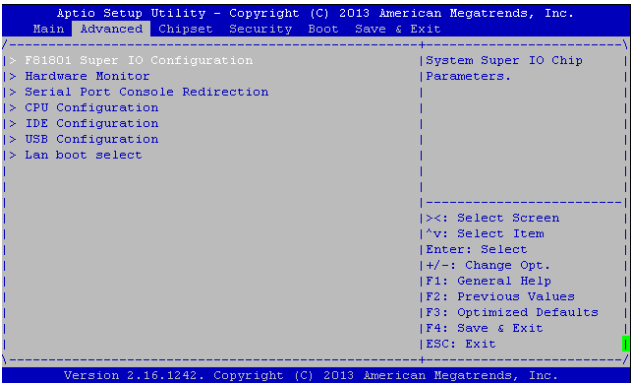 Aptio Setup Utility - Copyright (C) 2013 American Megatrends, Inc.
Main Advanced Chipset Security Boot Save & Exit
> F81801 Super IO Configuration
> Hardware Monitor
> Serial Port Console Redirection
> CPU Configuration
> IDE Configuration
> USB Configuration
> Lan boot select
System Super IO Chip
Parameters.
><: Select Screen
^v: Select Item
Enter: Select
+/-: Change Opt.
F1: General Help
F2: Previous Values
F3: Optimized Defaults
F4: Save & Exit
ESC: Exit
Version 2.16.1242. Copyright (C) 2013 American Megatrends, Inc.